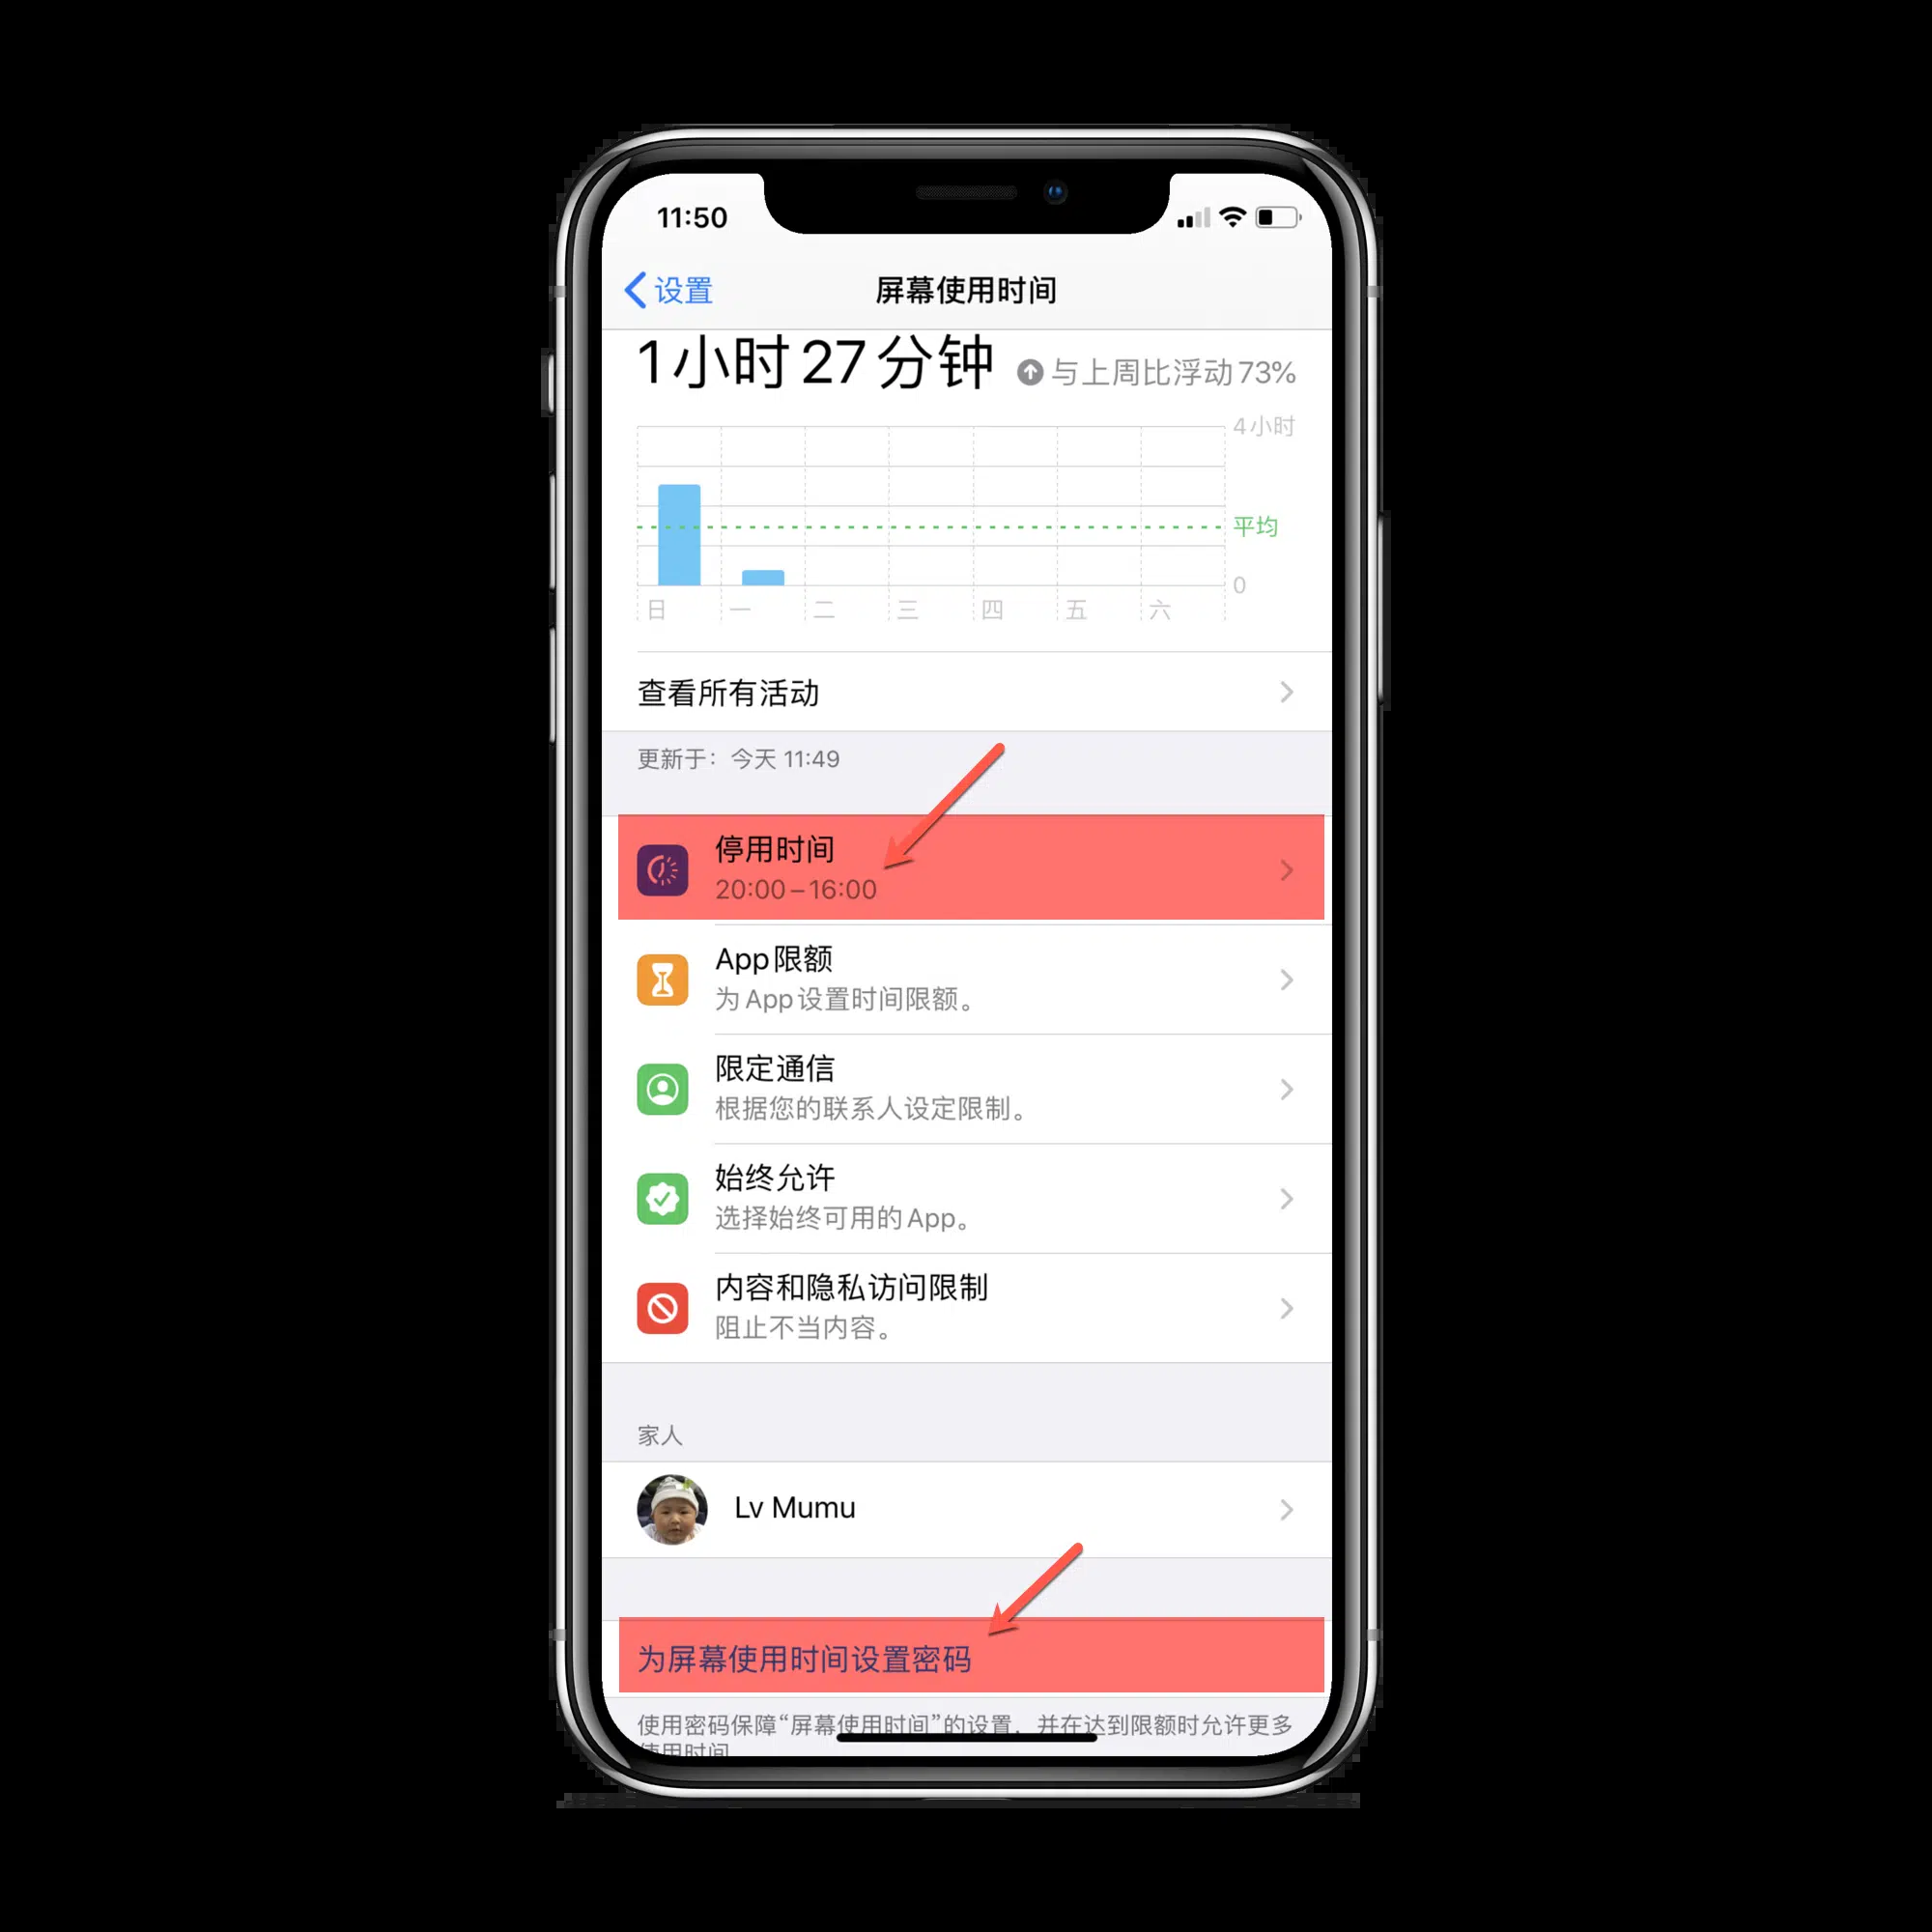 11:50
设置
屏幕使用时间
1小时27分钟 与上周比浮动73%
4小时
平均
0
日 一 二 三 四 五 六
查看所有活动
更新于：今天 11:49
停用时间
20:00–16:00
App限额
为App设置时间限额。
限定通信
根据您的联系人设定限制。
始终允许
选择始终可用的App。
内容和隐私访问限制
阻止不当内容。
家人
Lv Mumu
为屏幕使用时间设置密码
使用密码保障“屏幕使用时间”的设置，并在达到限额时允许更多
使用时间